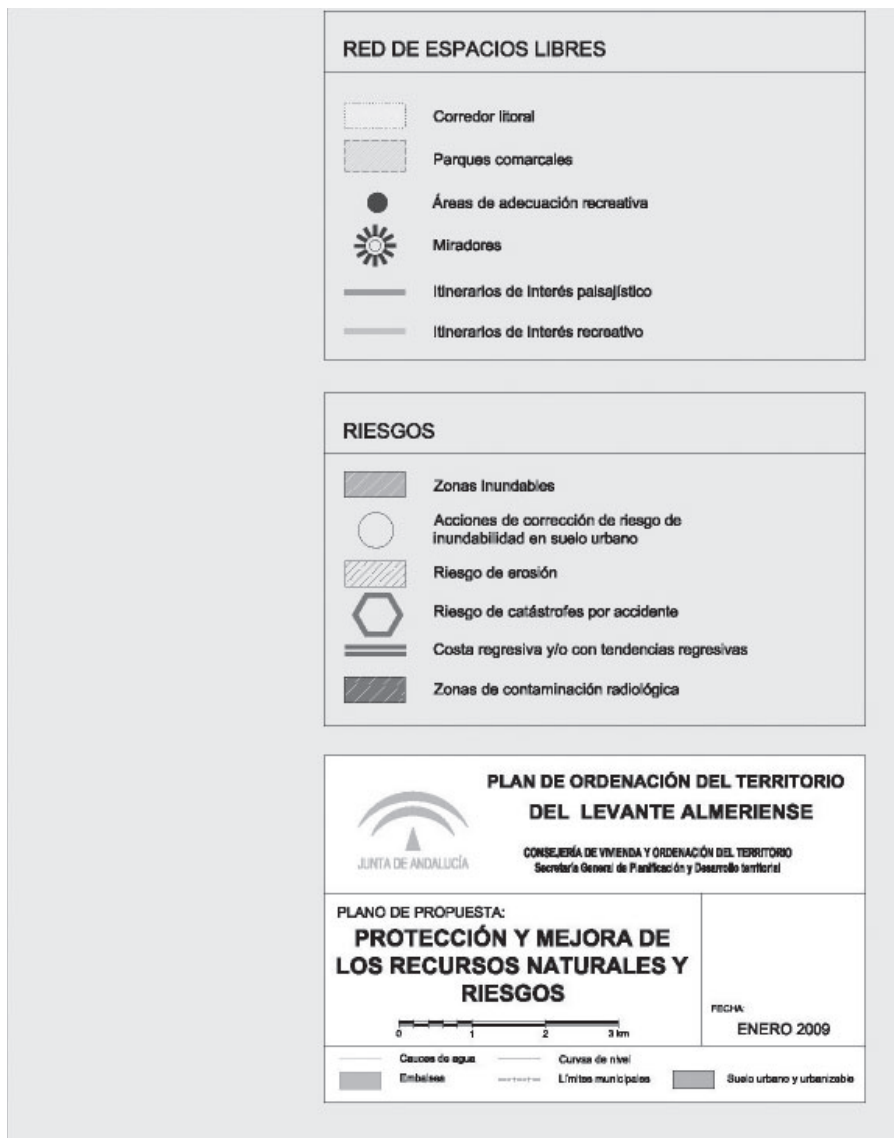 RED DE ESPACIOS LIBRES
Corredor litoral
Parques comarcales
Áreas de adecuación recreativa
Miradores
Itinerarios de interés paisajístico
Itinerarios de interés recreativo
RIESGOS
Zonas inundables
Acciones de corrección de riesgo de
inundabilidad en suelo urbano
Riesgo de erosión
Riesgo de catástrofes por accidente
Costa regresiva y/o con tendencias regresivas
Zonas de contaminación radiológica
PLAN DE ORDENACIÓN DEL TERRITORIO
DEL LEVANTE ALMERIENSE
JUNTA DE ANDALUCÍA
CONSEJERÍA DE VIVIENDA Y ORDENACIÓN DEL TERRITORIO
Secretaría General de Planificación y Desarrollo territorial
PLANO DE PROPUESTA:
PROTECCIÓN Y MEJORA DE
LOS RECURSOS NATURALES Y
RIESGOS
0 1 2 3 km
FECHA:
ENERO 2009
Cauces de agua
Curvas de nivel
Embalses
Límites municipales
Suelo urbano y urbanizable